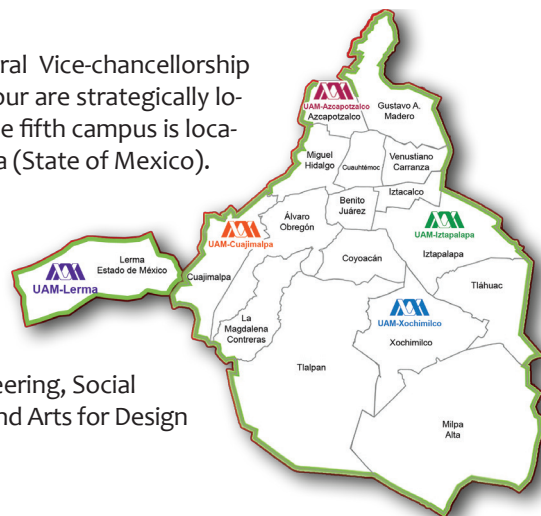 ral Vice-chancellorship
our are strategically lo-
e fifth campus is loca-
a (State of Mexico).
UAM-Azcapotzalco
Azcapotzalco
Gustavo A.
Madero
Miguel
Hidalgo
Cuauhtémoc
Venustiano
Carranza
Iztacalco
Benito
Juárez
Álvaro
Obregón
UAM-Cuajimalpa
Cuajimalpa
UAM-Iztapalapa
Iztapalapa
Coyoacán
Tláhuac
Lerma
Estado de México
UAM-Lerma
La
Magdalena
Contreras
UAM-Xochimilco
Xochimilco
Tlalpan
Milpa
Alta
eering, Social
nd Arts for Design